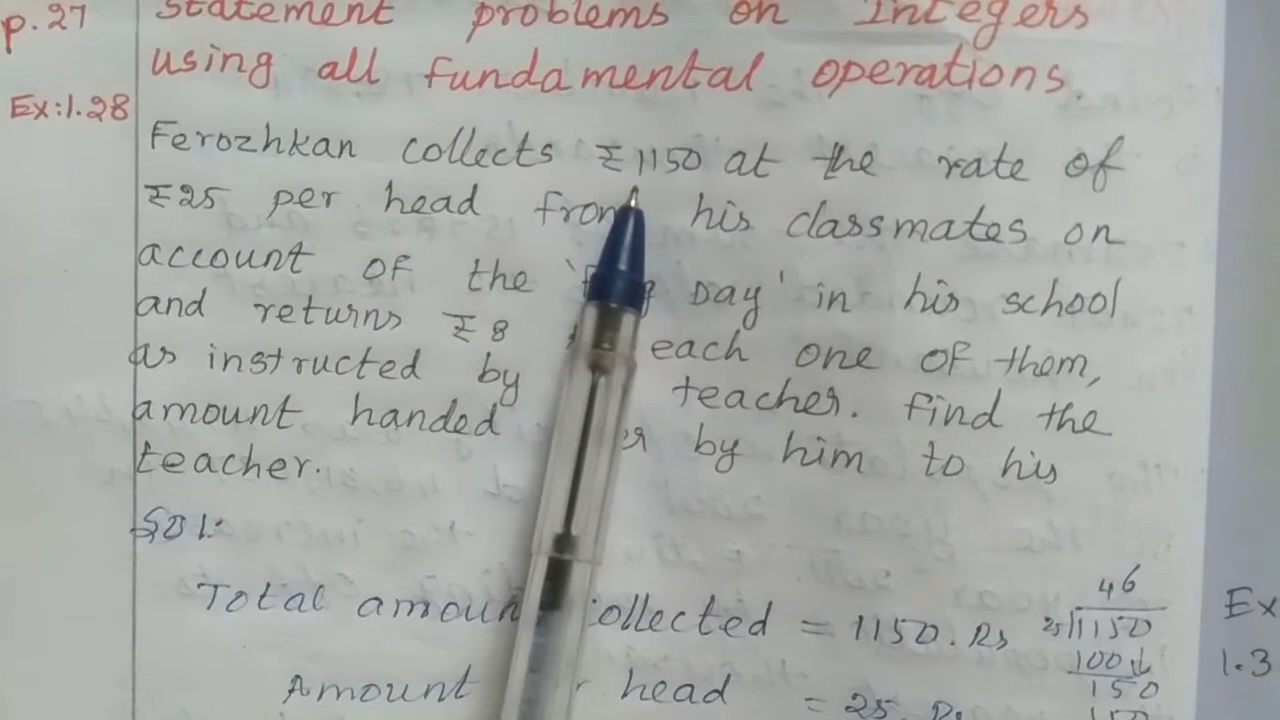 p.27 Statement problems on Integers
using all fundamental operations.
Ex:1.28
Ferozhkan collects ₹1150 at the rate of
₹25 per head from his classmates on
account of the Day' in his school
and returns ₹8 each one of them,
as instructed by teacher. Find the
amount handed by him to his
teacher.
Sol:
Total amount collected = 1150. Rs
Amount head = 25. Rs
46
25)1150
100↓
150
150
Ex
1.3